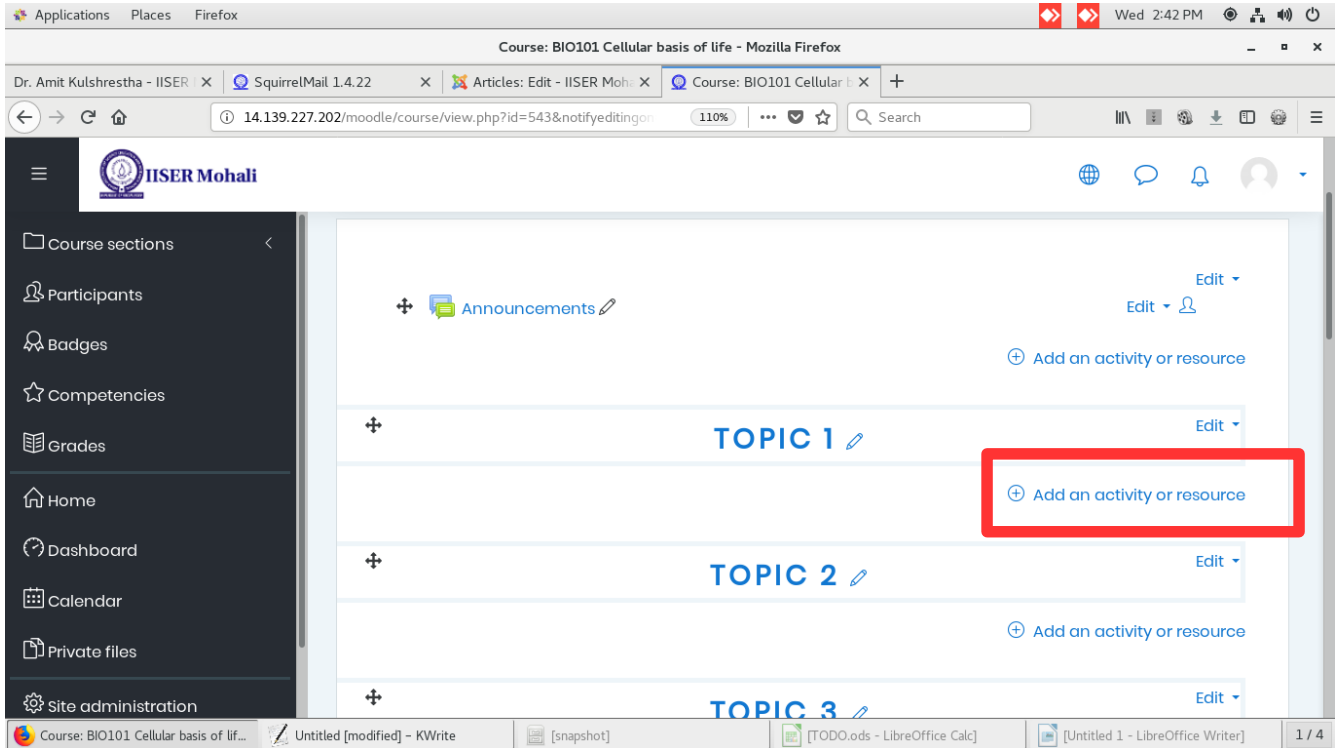 Applications Places Firefox Wed 2:42 PM
Course: BIO101 Cellular basis of life - Mozilla Firefox
Dr. Amit Kulshrestha - IISER SquirrelMail 1.4.22 Articles: Edit - IISER Moha Course: BIO101 Cellular b
14.139.227.202/moodle/course/view.php?id=543&notifyeditingon 110% Search
IISER Mohali
Course sections
Participants
Badges
Competencies
Grades
Home
Dashboard
Calendar
Private files
Site administration
Edit
Announcements Edit
Add an activity or resource
TOPIC 1 Edit
Add an activity or resource
TOPIC 2 Edit
Add an activity or resource
TOPIC 3 Edit
Course: BIO101 Cellular basis of lif... Untitled [modified] - KWrite [snapshot] [TODO.ods - LibreOffice Calc] [Untitled 1 - LibreOffice Writer] 1 / 4